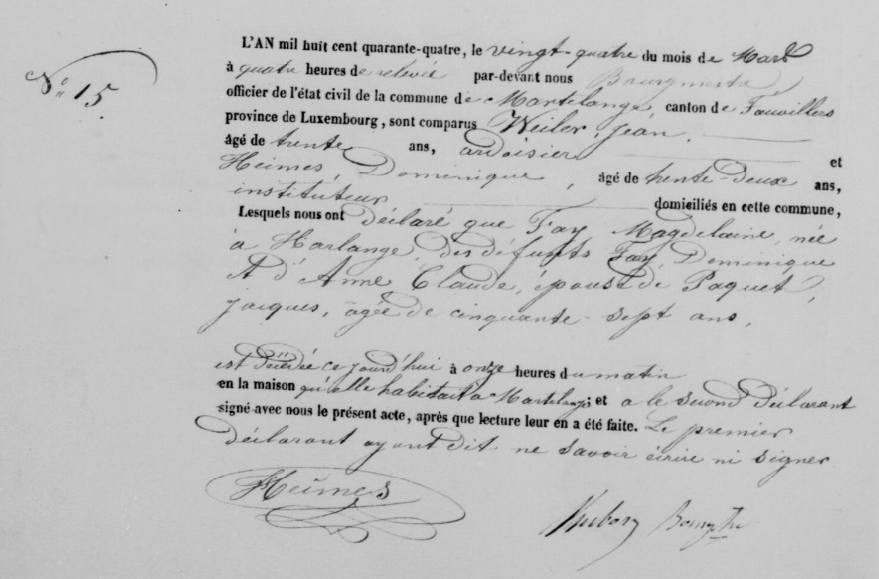 N° 15.
L'AN mil huit cent quarante-quatre, le vingt-quatre du mois de Mars
à quatre heures de relevée par-devant nous Bourgmestre
officier de l'état civil de la commune de Martelange, canton de Fauvillers
province de Luxembourg, sont comparus Weiler, Jean.
âgé de trente ans, ardoisier et
Heimes, Dominique, âgé de trente-deux ans,
instituteur domiciliés en cette commune,
Lesquels nous ont déclaré que Fay Magdelaine, née
à Harlange, des défunts Fay, Dominique
et d'Anne Claude, épouse de Paquet,
jacques, âgée de cinquante-sept ans,
est décédée ce jourd'hui à onze heures du matin
en la maison qu'elle habitait à Martelange; et a le second déclarant
signé avec nous le présent acte, après que lecture leur en a été faite. Le premier
déclarant ayant dit ne savoir écrire ni signer.
Heimes